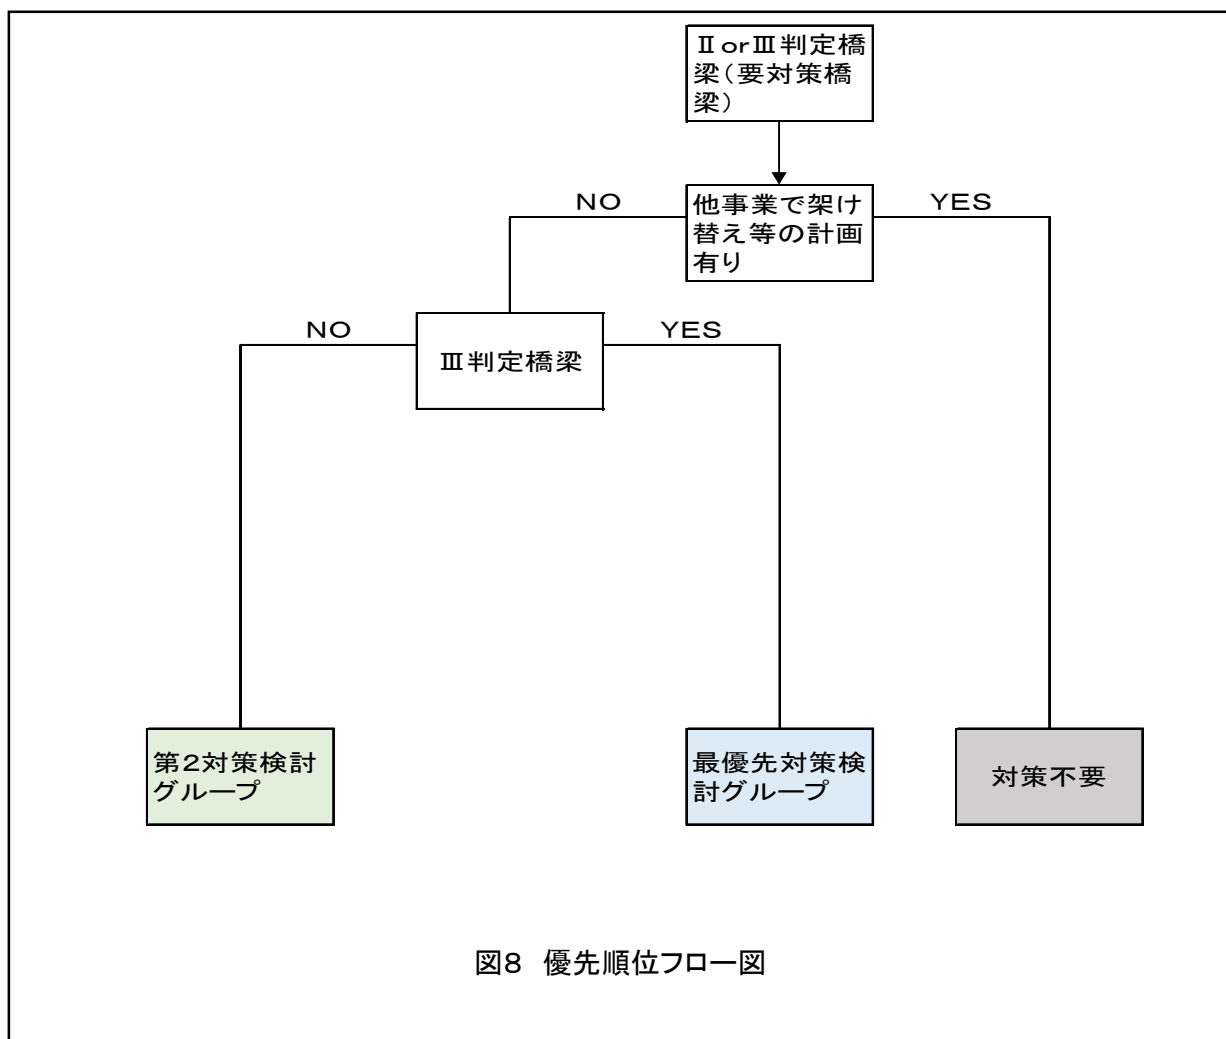 ⅡorⅢ判定橋
梁(要対策橋
梁)
NO
他事業で架け
替え等の計画
有り
YES
NO
Ⅲ判定橋梁
YES
第2対策検討
グループ
最優先対策検
討グループ
対策不要
図8 優先順位フロー図